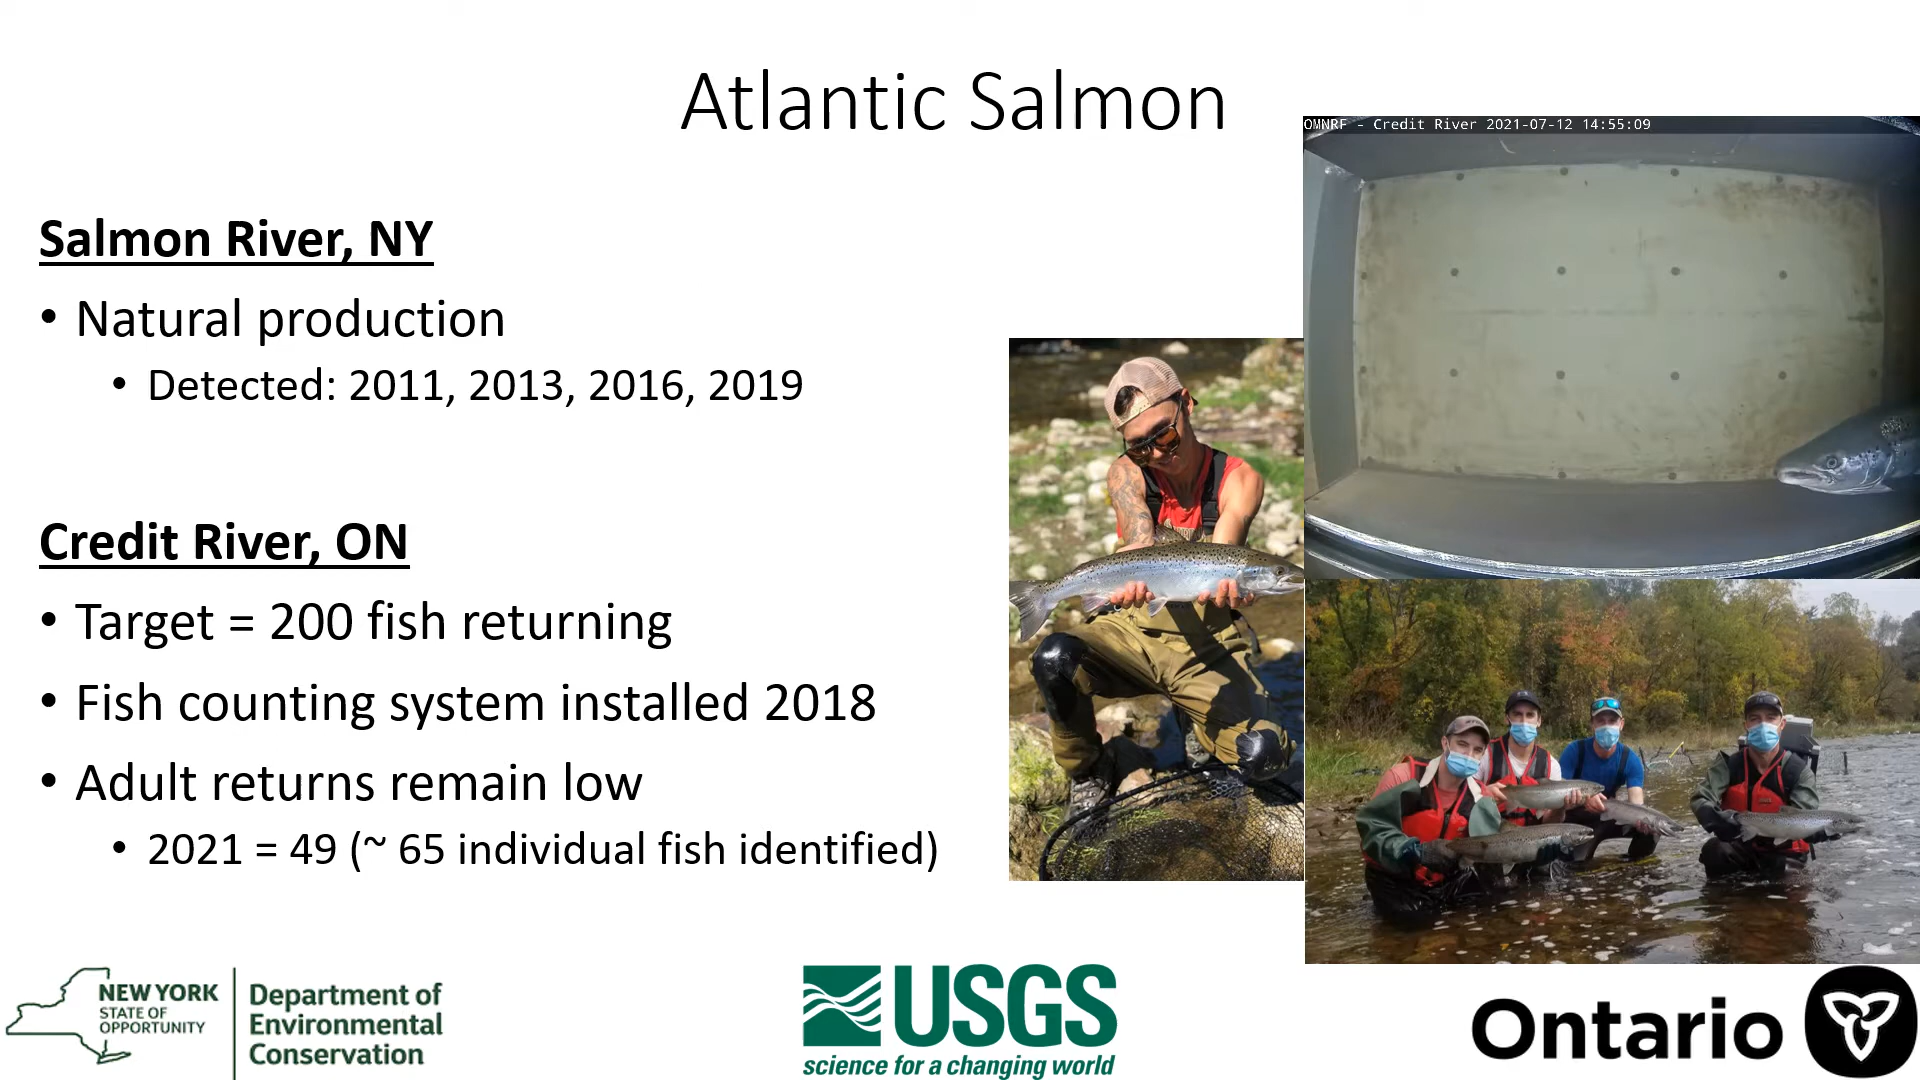 Atlantic Salmon
OMNRF - Credit River 2021-07-12 14:55:09
Salmon River, NY
• Natural production
• Detected: 2011, 2013, 2016, 2019
Credit River, ON
• Target = 200 fish returning
• Fish counting system installed 2018
• Adult returns remain low
• 2021 = 49 (~ 65 individual fish identified)
NEW YORK
STATE OF
OPPORTUNITY
Department of
Environmental
Conservation
USGS
science for a changing world
Ontario